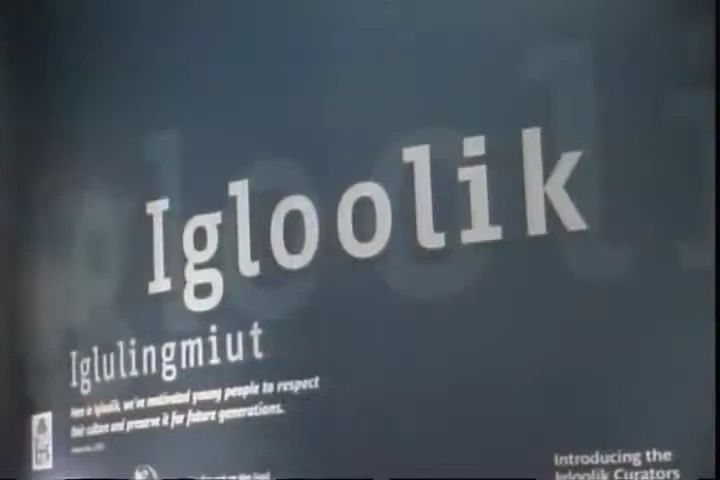 Igloolik
Iglulingmiut
Here in Igloolik, we've motivated young people to respect
their culture and preserve it for future generations.
Introducing the
Igloolik Curators